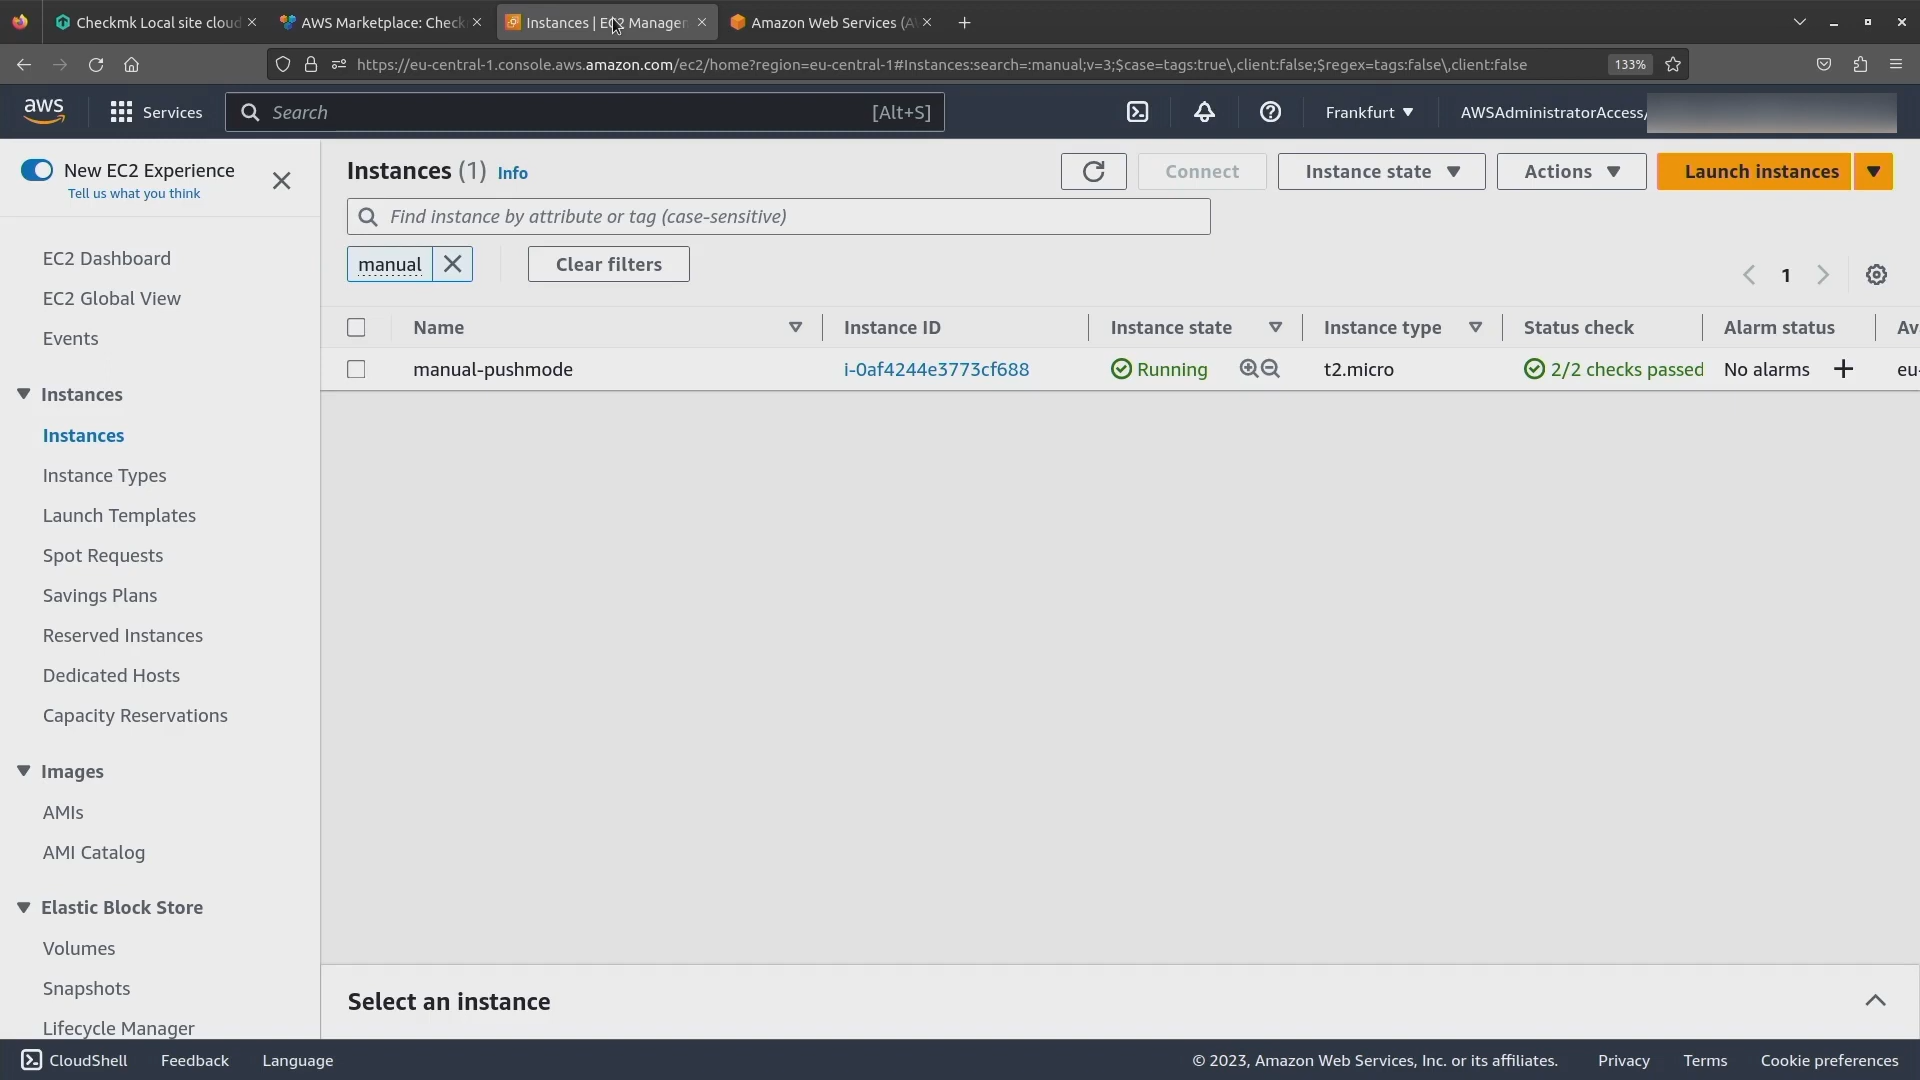 Checkmk Local site cloud
AWS Marketplace: Check
Instances | EC2 Manager
Amazon Web Services (A
https://eu-central-1.console.aws.amazon.com/ec2/home?region=eu-central-1#Instances:search=:manual;v=3;$case=tags:true\,client:false;$regex=tags:false\,client:false
133%
aws
Services
Search
[Alt+S]
Frankfurt
AWSAdministratorAccess/
New EC2 Experience
Tell us what you think
EC2 Dashboard
EC2 Global View
Events
Instances
Instances
Instance Types
Launch Templates
Spot Requests
Savings Plans
Reserved Instances
Dedicated Hosts
Capacity Reservations
Images
AMIs
AMI Catalog
Elastic Block Store
Volumes
Snapshots
Lifecycle Manager
Instances (1) Info
Connect
Instance state
Actions
Launch instances
Find instance by attribute or tag (case-sensitive)
manual
Clear filters
1
Name Instance ID Instance state Instance type Status check Alarm status Av
manual-pushmode i-0af4244e3773cf688 Running t2.micro 2/2 checks passed No alarms eu-
Select an instance
CloudShell Feedback Language © 2023, Amazon Web Services, Inc. or its affiliates. Privacy Terms Cookie preferences